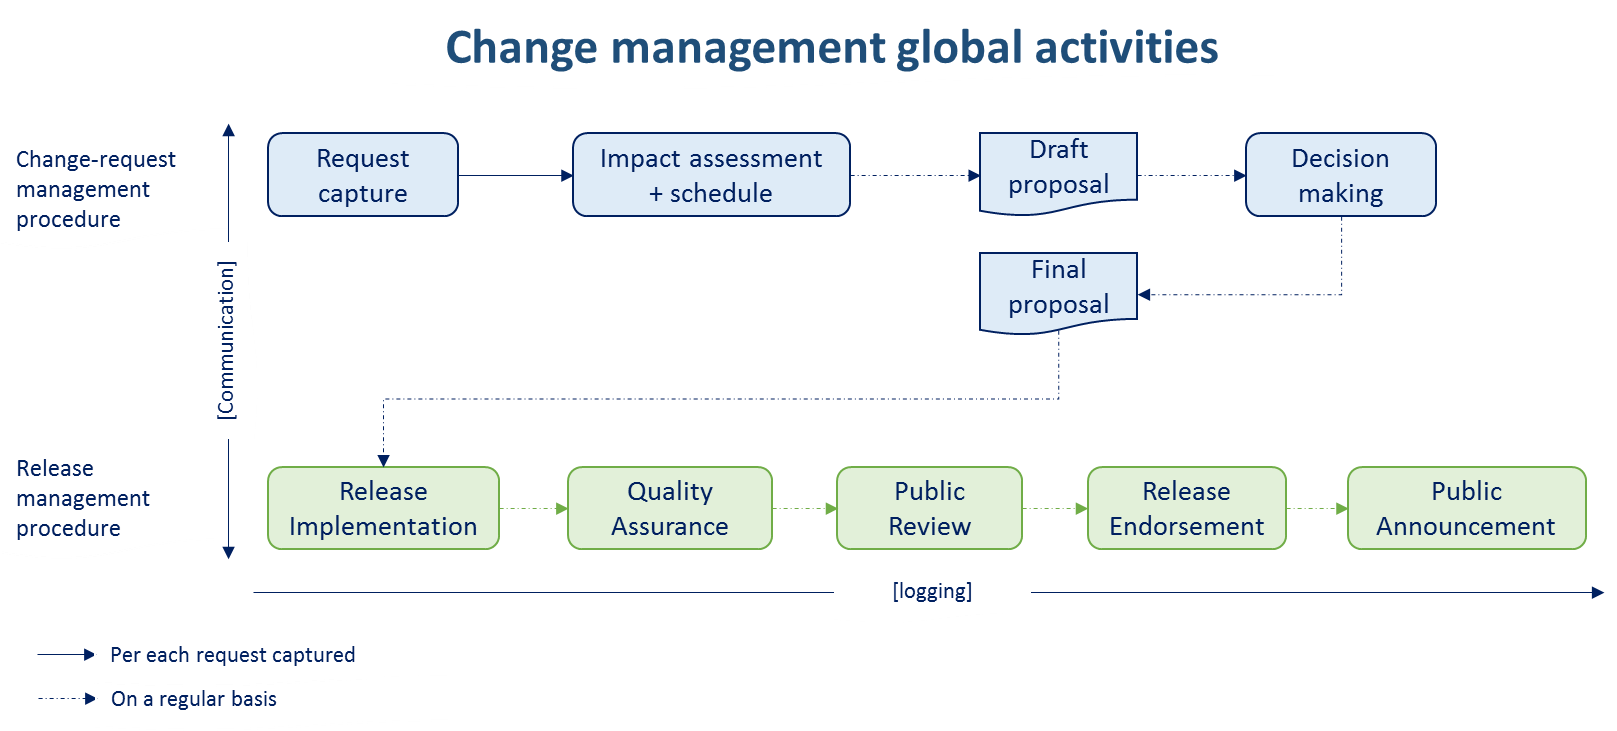 Change management global activities
Change-request
management
procedure
Request
capture
Impact assessment
+ schedule
Draft
proposal
Decision
making
Final
proposal
[Communication]
Release
management
procedure
Release
Implementation
Quality
Assurance
Public
Review
Release
Endorsement
Public
Announcement
[logging]
Per each request captured
On a regular basis